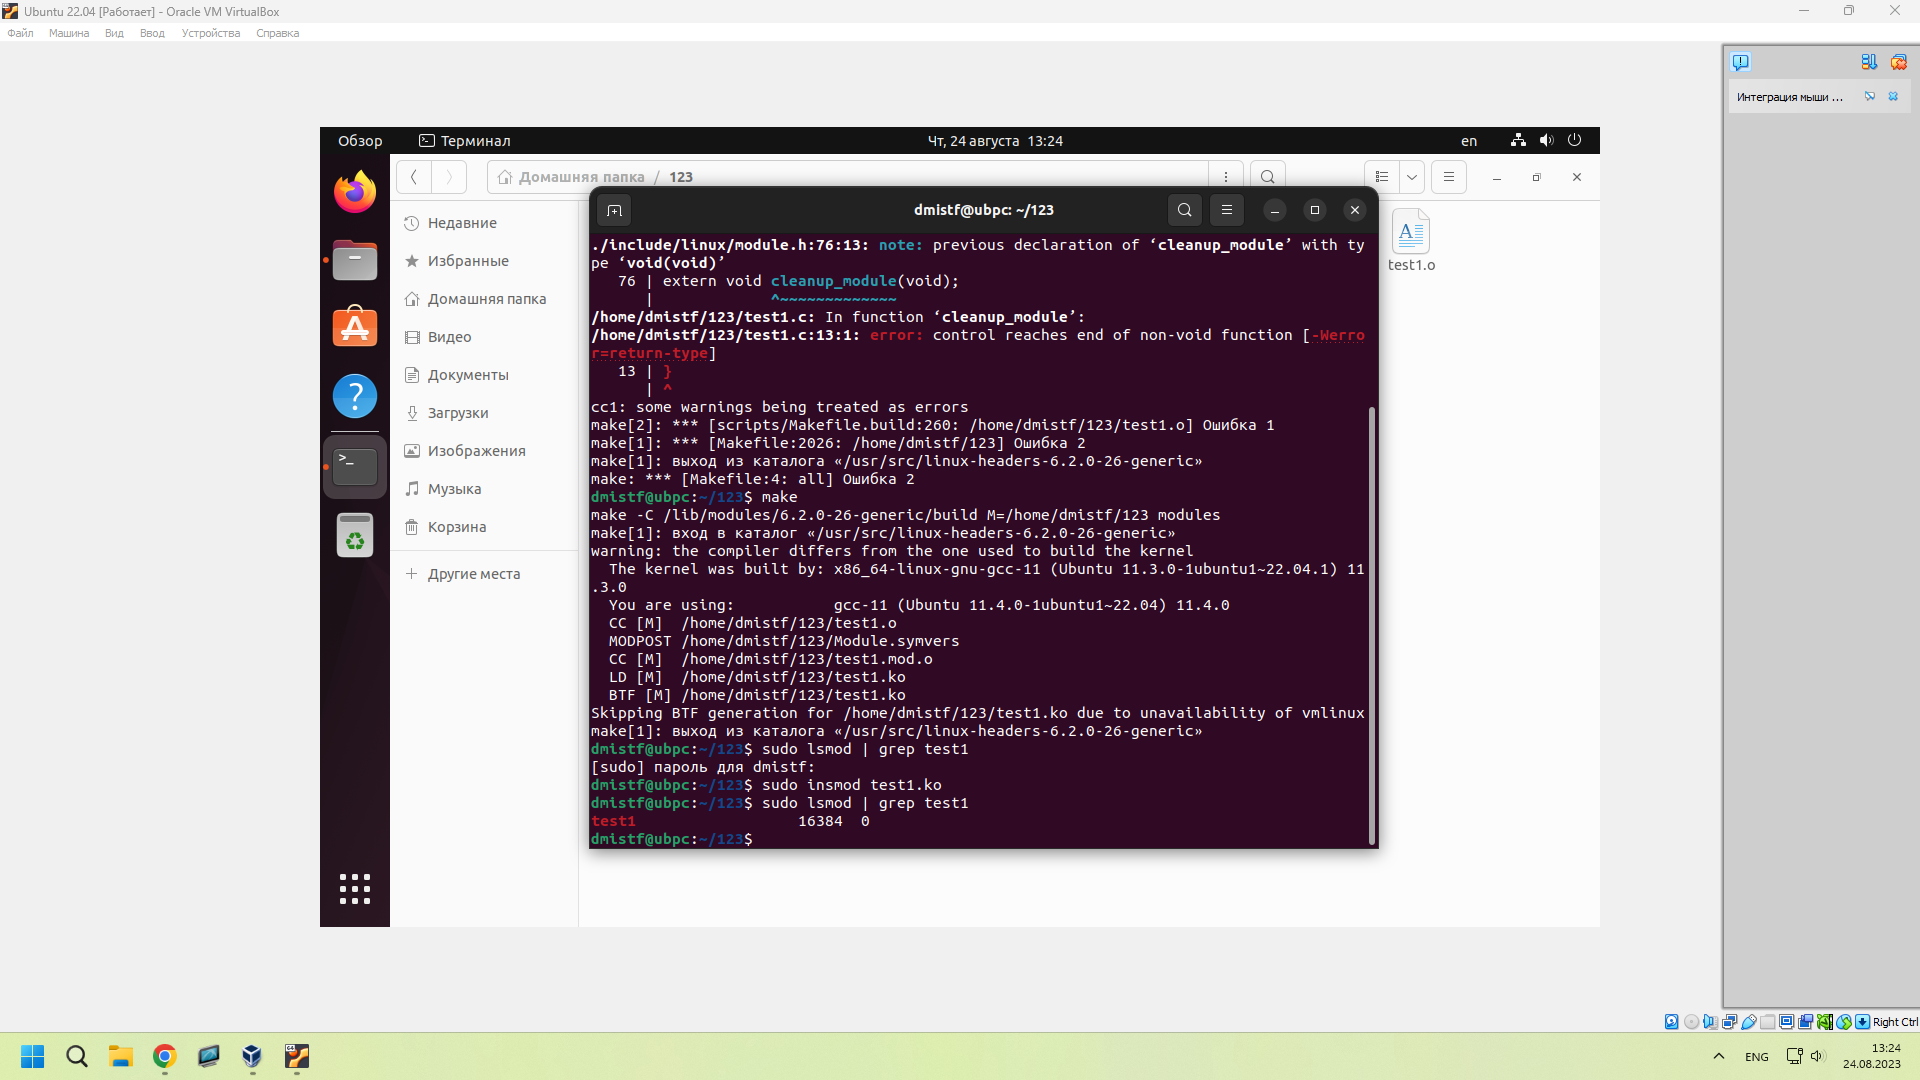 Ubuntu 22.04 [Работает] - Oracle VM VirtualBox
Файл Машина Вид Ввод Устройства Справка
Интеграция мыши ...
Обзор Терминал Чт, 24 августа 13:24 en
Домашняя папка / 123
dmistf@ubpc: ~/123
Недавние
Избранные
Домашняя папка
Видео
Документы
Загрузки
Изображения
Музыка
Корзина
+ Другие места
test1.o
./include/linux/module.h:76:13: note: previous declaration of ‘cleanup_module’ with ty
pe ‘void(void)’
76 | extern void cleanup_module(void);
| ^~~~~~~~~~~~~~
/home/dmistf/123/test1.c: In function ‘cleanup_module’:
/home/dmistf/123/test1.c:13:1: error: control reaches end of non-void function [-Werro
r=return-type]
13 | }
| ^
cc1: some warnings being treated as errors
make[2]: *** [scripts/Makefile.build:260: /home/dmistf/123/test1.o] Ошибка 1
make[1]: *** [Makefile:2026: /home/dmistf/123] Ошибка 2
make[1]: выход из каталога «/usr/src/linux-headers-6.2.0-26-generic»
make: *** [Makefile:4: all] Ошибка 2
dmistf@ubpc:~/123$ make
make -C /lib/modules/6.2.0-26-generic/build M=/home/dmistf/123 modules
make[1]: вход в каталог «/usr/src/linux-headers-6.2.0-26-generic»
warning: the compiler differs from the one used to build the kernel
The kernel was built by: x86_64-linux-gnu-gcc-11 (Ubuntu 11.3.0-1ubuntu1~22.04.1) 11
.3.0
You are using: gcc-11 (Ubuntu 11.4.0-1ubuntu1~22.04) 11.4.0
CC [M] /home/dmistf/123/test1.o
MODPOST /home/dmistf/123/Module.symvers
CC [M] /home/dmistf/123/test1.mod.o
LD [M] /home/dmistf/123/test1.ko
BTF [M] /home/dmistf/123/test1.ko
Skipping BTF generation for /home/dmistf/123/test1.ko due to unavailability of vmlinux
make[1]: выход из каталога «/usr/src/linux-headers-6.2.0-26-generic»
dmistf@ubpc:~/123$ sudo lsmod | grep test1
[sudo] пароль для dmistf:
dmistf@ubpc:~/123$ sudo insmod test1.ko
dmistf@ubpc:~/123$ sudo lsmod | grep test1
test1 16384 0
dmistf@ubpc:~/123$
Right Ctrl
ENG
13:24
24.08.2023